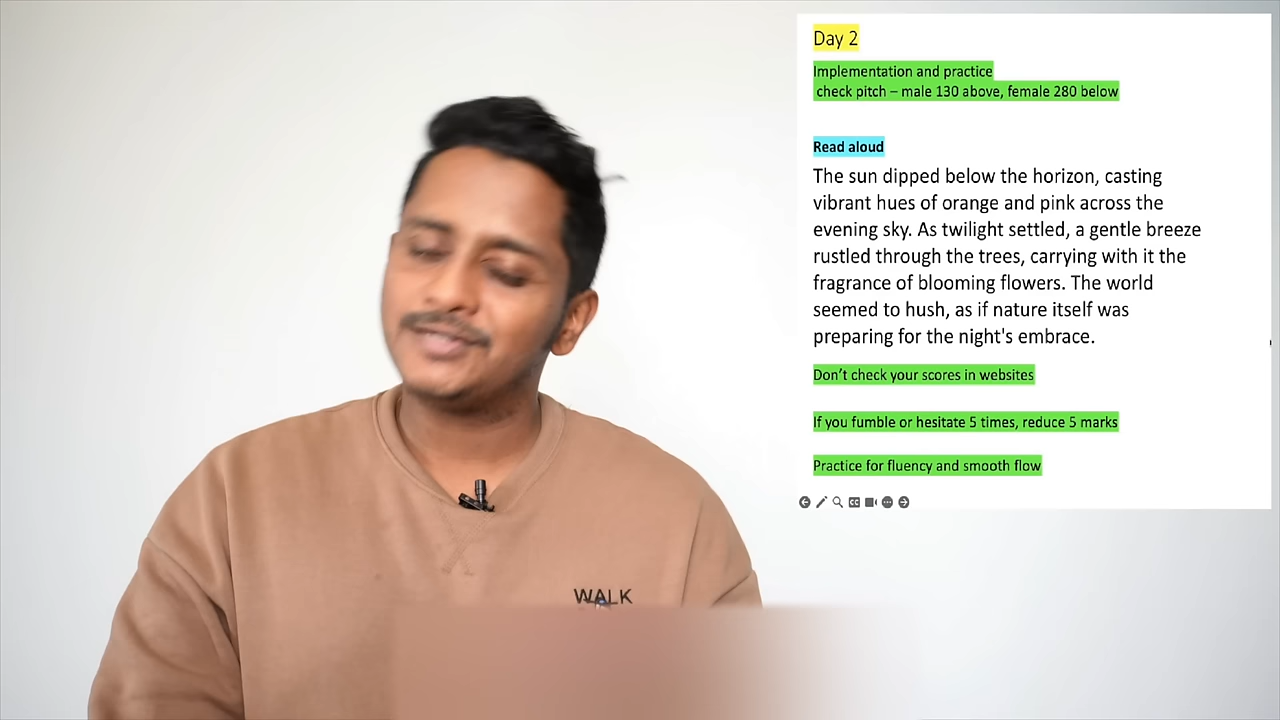 Day 2
Implementation and practice
check pitch – male 130 above, female 280 below
Read aloud
The sun dipped below the horizon, casting
vibrant hues of orange and pink across the
evening sky. As twilight settled, a gentle breeze
rustled through the trees, carrying with it the
fragrance of blooming flowers. The world
seemed to hush, as if nature itself was
preparing for the night's embrace.
Don’t check your scores in websites
If you fumble or hesitate 5 times, reduce 5 marks
Practice for fluency and smooth flow
CC
WALK